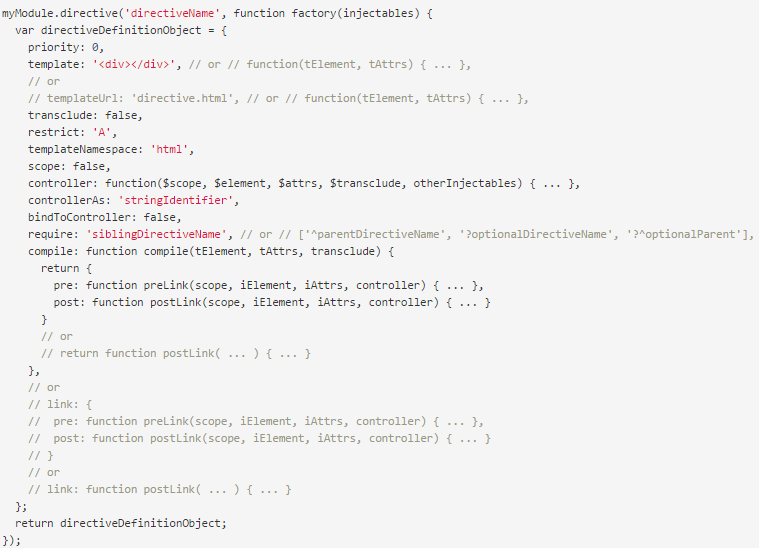 myModule.directive('directiveName', function factory(injectables) {
  var directiveDefinitionObject = {
    priority: 0,
    template: '<div></div>', // or // function(tElement, tAttrs) { ... },
    // or
    // templateUrl: 'directive.html', // or // function(tElement, tAttrs) { ... },
    transclude: false,
    restrict: 'A',
    templateNamespace: 'html',
    scope: false,
    controller: function($scope, $element, $attrs, $transclude, otherInjectables) { ... },
    controllerAs: 'stringIdentifier',
    bindToController: false,
    require: 'siblingDirectiveName', // or // ['^parentDirectiveName', '?optionalDirectiveName', '?^optionalParent'],
    compile: function compile(tElement, tAttrs, transclude) {
      return {
        pre: function preLink(scope, iElement, iAttrs, controller) { ... },
        post: function postLink(scope, iElement, iAttrs, controller) { ... }
      }
      // or
      // return function postLink( ... ) { ... }
    },
    // or
    // link: {
    //  pre: function preLink(scope, iElement, iAttrs, controller) { ... },
    //  post: function postLink(scope, iElement, iAttrs, controller) { ... }
    // }
    // or
    // link: function postLink( ... ) { ... }
  };
  return directiveDefinitionObject;
});